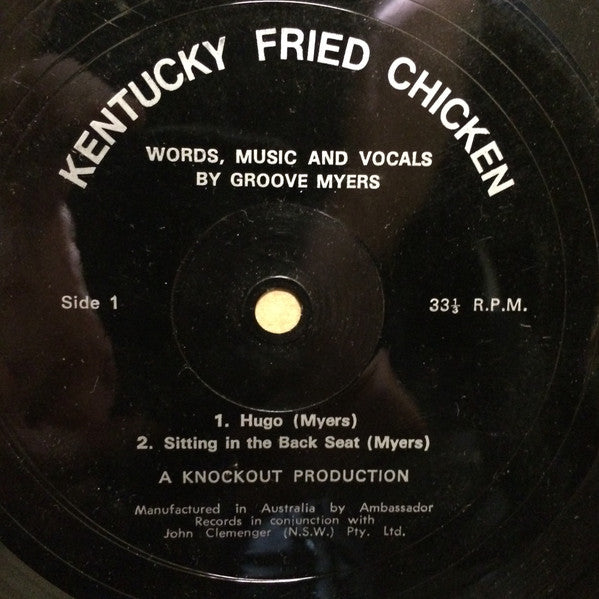 KENTUCKY FRIED CHICKEN
WORDS, MUSIC AND VOCALS
BY GROOVE MYERS
Side 1
33⅓ R.P.M.
1. Hugo (Myers)
2. Sitting in the Back Seat (Myers)
A KNOCKOUT PRODUCTION
Manufactured in Australia by Ambassador
Records in conjunction with
John Clemenger (N.S.W.) Pty. Ltd.